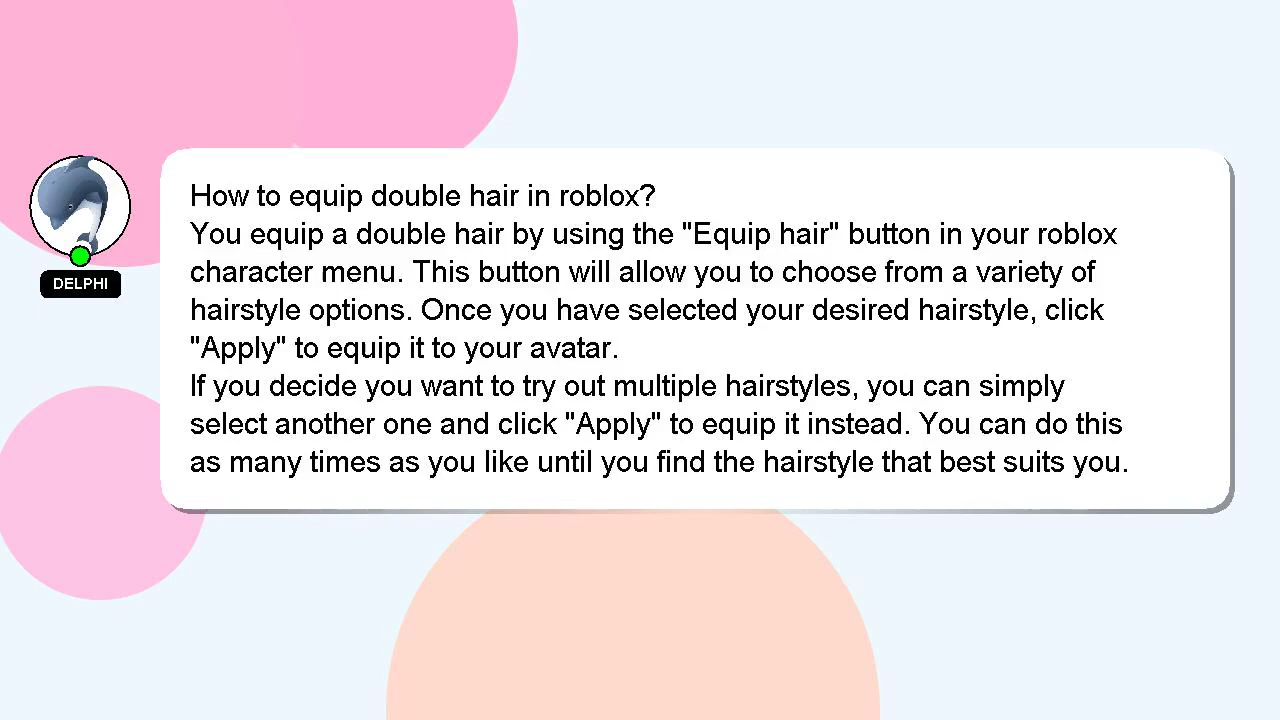 How to equip double hair in roblox?
You equip a double hair by using the "Equip hair" button in your roblox
character menu. This button will allow you to choose from a variety of
hairstyle options. Once you have selected your desired hairstyle, click
"Apply" to equip it to your avatar.
If you decide you want to try out multiple hairstyles, you can simply
select another one and click "Apply" to equip it instead. You can do this
as many times as you like until you find the hairstyle that best suits you.
DELPHI